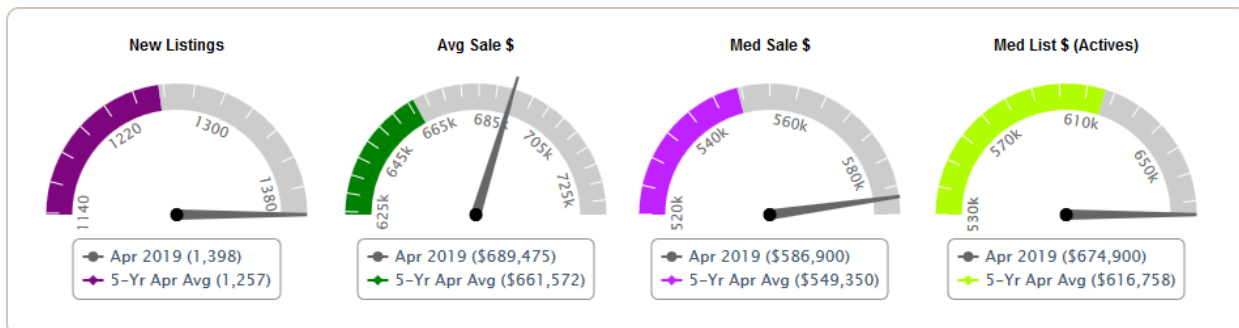 New Listings
1140
1220
1300
1380
Apr 2019 (1,398)
5-Yr Apr Avg (1,257)
Avg Sale $
625k
645k
665k
685k
705k
725k
Apr 2019 ($689,475)
5-Yr Apr Avg ($661,572)
Med Sale $
520k
540k
560k
580k
Apr 2019 ($586,900)
5-Yr Apr Avg ($549,350)
Med List $ (Actives)
530k
570k
610k
650k
Apr 2019 ($674,900)
5-Yr Apr Avg ($616,758)